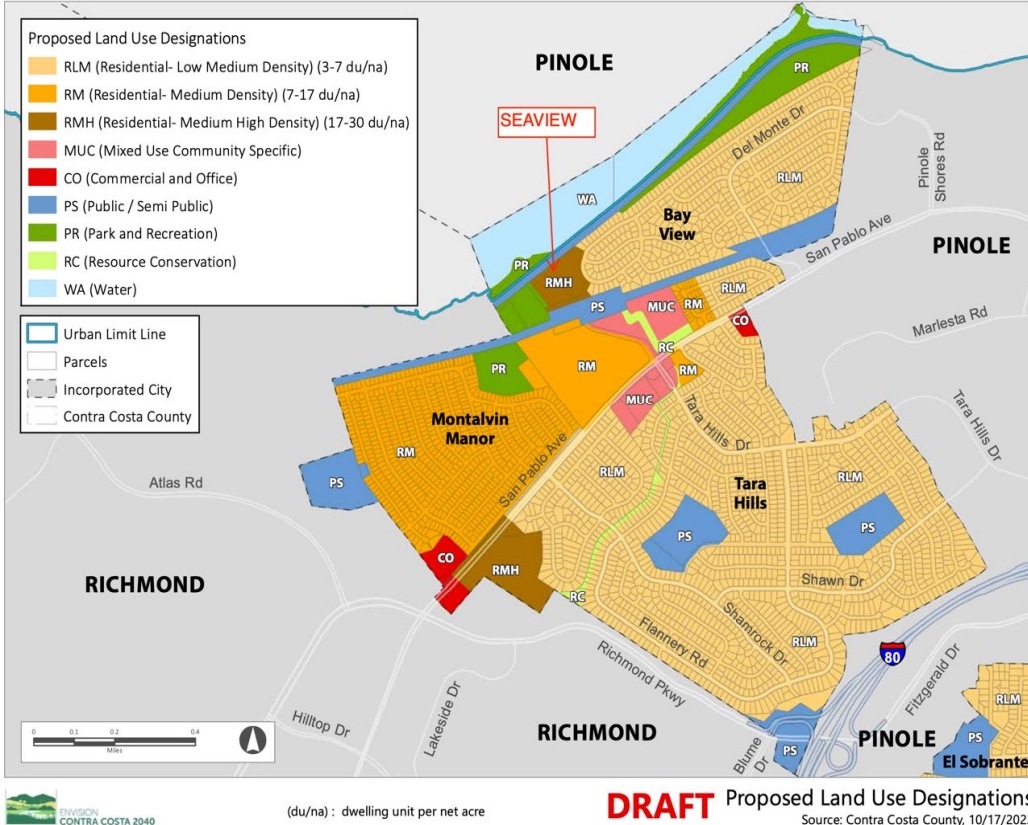 Proposed Land Use Designations
RLM (Residential- Low Medium Density) (3-7 du/na)
RM (Residential- Medium Density) (7-17 du/na)
RMH (Residential- Medium High Density) (17-30 du/na)
MUC (Mixed Use Community Specific)
CO (Commercial and Office)
PS (Public / Semi Public)
PR (Park and Recreation)
RC (Resource Conservation)
WA (Water)
Urban Limit Line
Parcels
Incorporated City
Contra Costa County
PINOLE
SEAVIEW
PR
Del Monte Dr
Pinole
Shores Rd
RLM
WA
Bay
View
San Pablo Ave
PINOLE
PR
RMH
PS
MUC
RM
RLM
CO
Marlesta Rd
RC
PR
RM
RM
MUC
Tara Hills Dr
Tara Hills Dr
Montalvin
Manor
RM
San Pablo Ave
RLM
Tara
Hills
RLM
Atlas Rd
PS
PS
PS
CO
RMH
RICHMOND
RC
Shawn Dr
Shamrock Dr
Flannery Rd
RLM
80
Richmond Pkwy
Fitzgerald Dr
Lakeside Dr
Hilltop Dr
RICHMOND
Blume
Dr
PS
PINOLE
RLM
PS
El Sobrante
0 0.1 0.2 0.4
Miles
ENVISION
CONTRA COSTA 2040
(du/na) : dwelling unit per net acre
DRAFT Proposed Land Use Designations
Source: Contra Costa County, 10/17/202